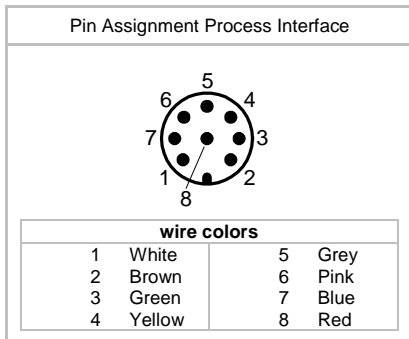 Pin Assignment Process Interface
5
6 4
7 3
1 2
8
wire colors
1 White 5 Grey
2 Brown 6 Pink
3 Green 7 Blue
4 Yellow 8 Red